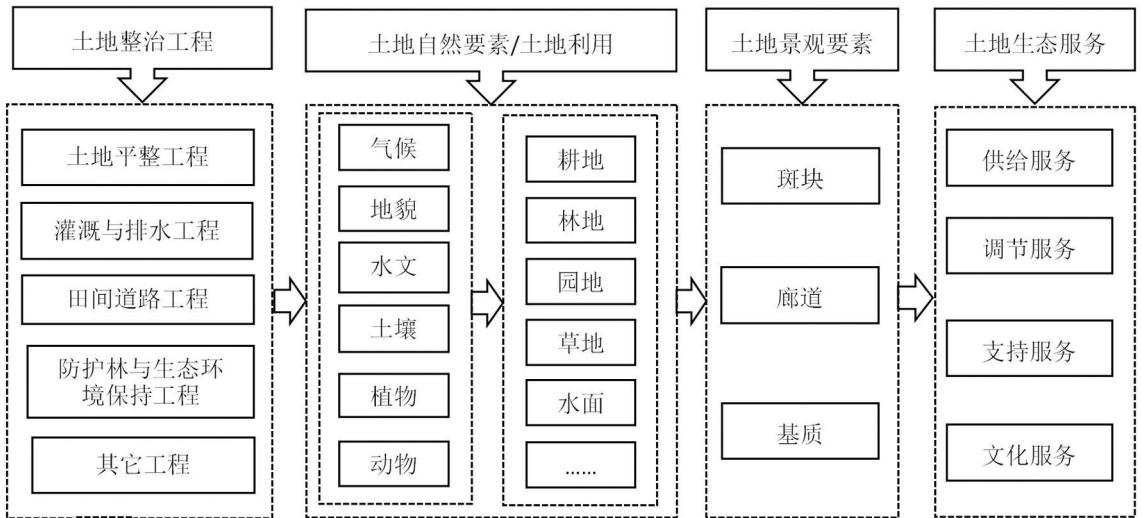 土地整治工程
土地自然要素/土地利用
土地景观要素
土地生态服务
土地平整工程
灌溉与排水工程
田间道路工程
防护林与生态环
境保持工程
其它工程
气候
地貌
水文
土壤
植物
动物
耕地
林地
园地
草地
水面
……
斑块
廊道
基质
供给服务
调节服务
支持服务
文化服务